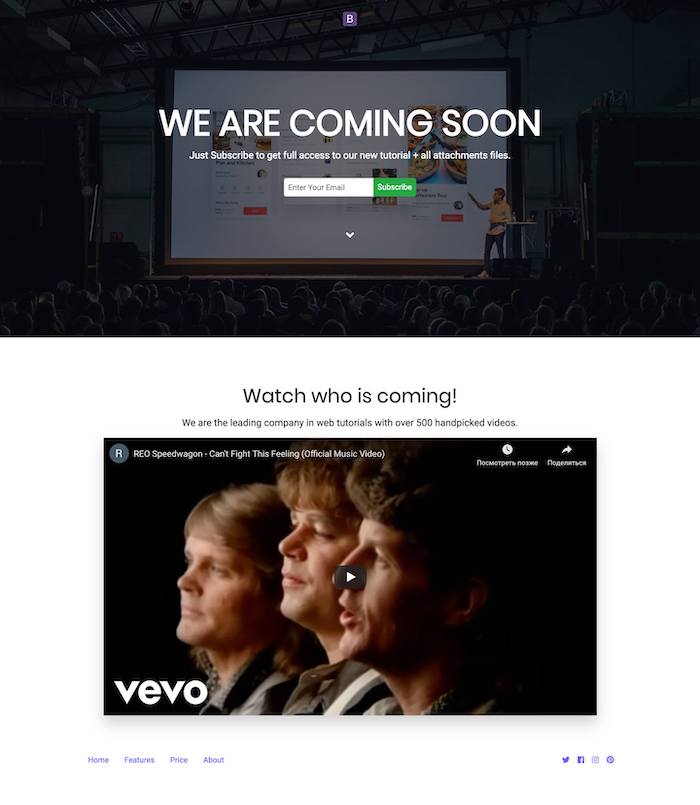 B
WE ARE COMING SOON
Just Subscribe to get full access to our new tutorial + all attachments files.
Enter Your Email
Subscribe
Watch who is coming!
We are the leading company in web tutorials with over 500 handpicked videos.
R
REO Speedwagon - Can't Fight This Feeling (Official Music Video)
Посмотреть позже
Поделиться
vevo
Home
Features
Price
About